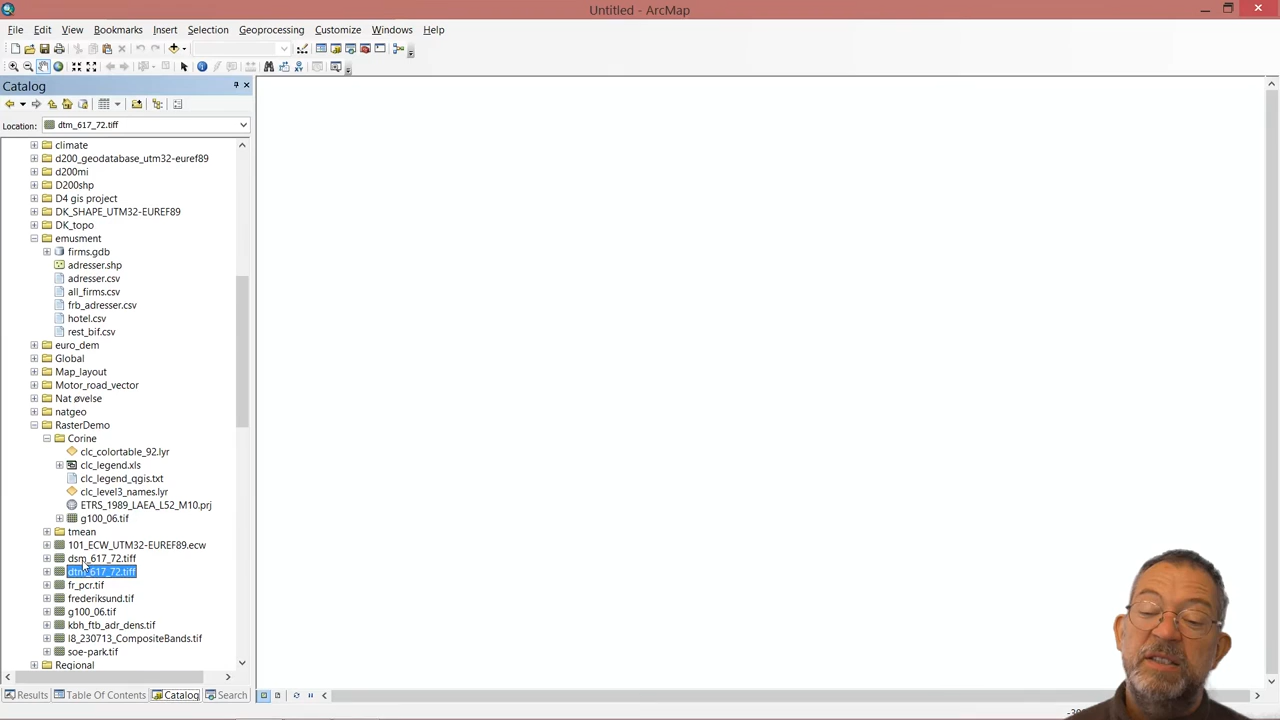 Untitled - ArcMap
File Edit View Bookmarks Insert Selection Geoprocessing Customize Windows Help
Catalog
Location: dtm_617_72.tiff
climate
d200_geodatabase_utm32-euref89
d200mi
D200shp
D4 gis project
DK_SHAPE_UTM32-EUREF89
DK_topo
emusment
firms.gdb
adresser.shp
adresser.csv
all_firms.csv
frb_adresser.csv
hotel.csv
rest_bif.csv
euro_dem
Global
Map_layout
Motor_road_vector
Nat øvelse
natgeo
RasterDemo
Corine
clc_colortable_92.lyr
clc_legend.xls
clc_legend_qgis.txt
clc_level3_names.lyr
ETRS_1989_LAEA_L52_M10.prj
g100_06.tif
tmean
101_ECW_UTM32-EUREF89.ecw
dsm_617_72.tiff
dtm_617_72.tiff
fr_pcr.tif
frederiksund.tif
g100_06.tif
kbh_ftb_adr_dens.tif
l8_230713_CompositeBands.tif
soe-park.tif
Regional
Results Table Of Contents Catalog Search